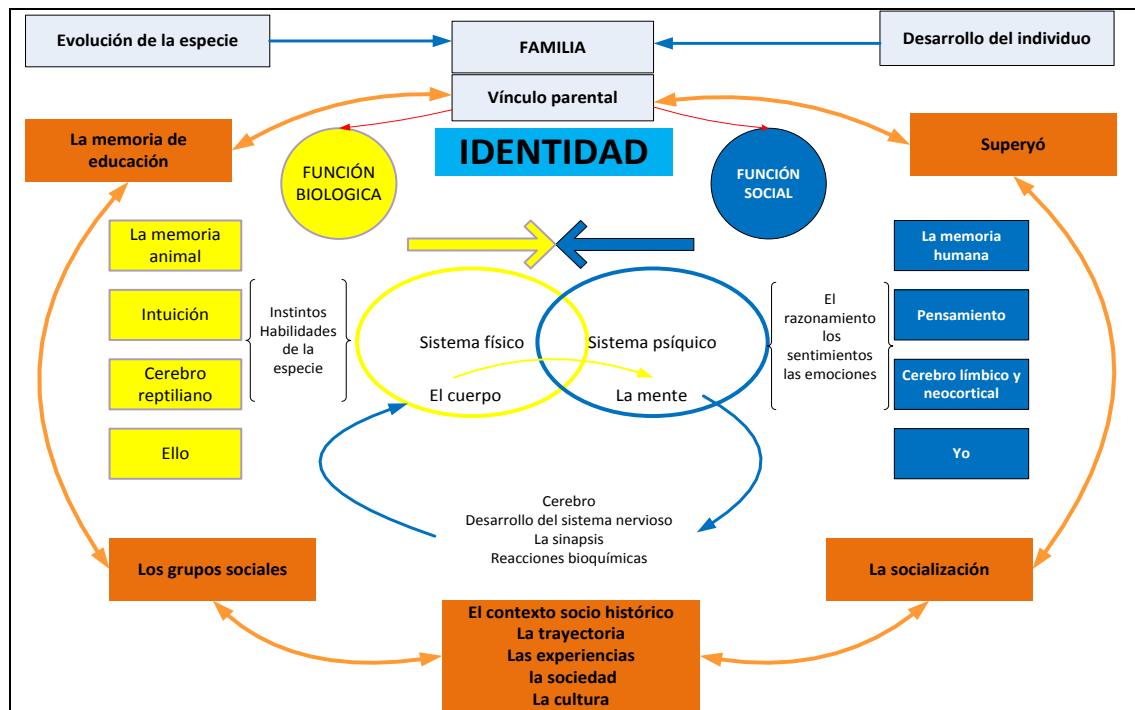 Evolución de la especie
FAMILIA
Desarrollo del individuo
Vínculo parental
La memoria de
educación
FUNCIÓN
BIOLOGICA
IDENTIDAD
FUNCIÓN
SOCIAL
Superyó
La memoria
animal
Intuición
Cerebro
reptiliano
Ello
Instintos
Habilidades
de la
especie
Sistema físico
El cuerpo
Sistema psíquico
La mente
El
razonamiento
los
sentimientos
las emociones
La memoria
humana
Pensamiento
Cerebro límbico y
neocortical
Yo
Cerebro
Desarrollo del sistema nervioso
La sinapsis
Reacciones bioquímicas
Los grupos sociales
La socialización
El contexto socio histórico
La trayectoria
Las experiencias
la sociedad
La cultura